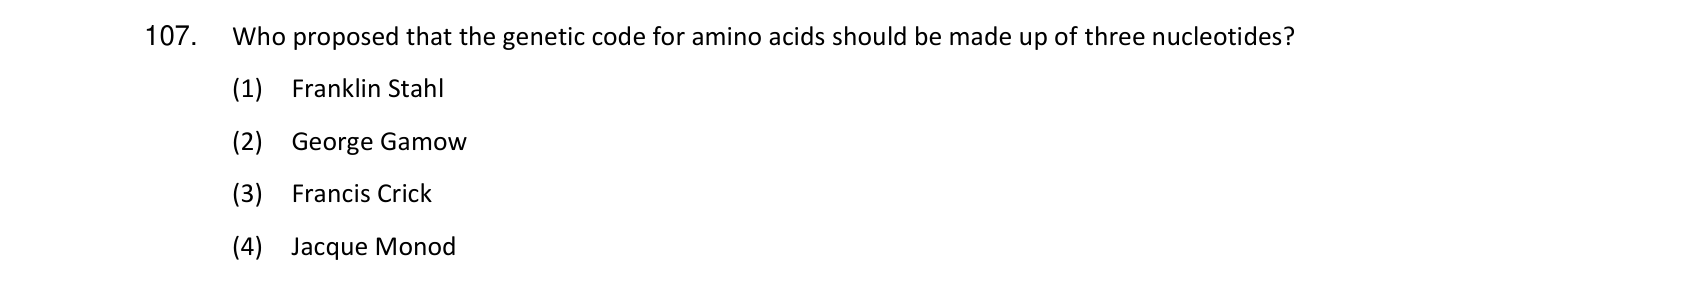 107. Who proposed that the genetic code for amino acids should be made up of three nucleotides?
(1) Franklin Stahl
(2) George Gamow
(3) Francis Crick
(4) Jacque Monod